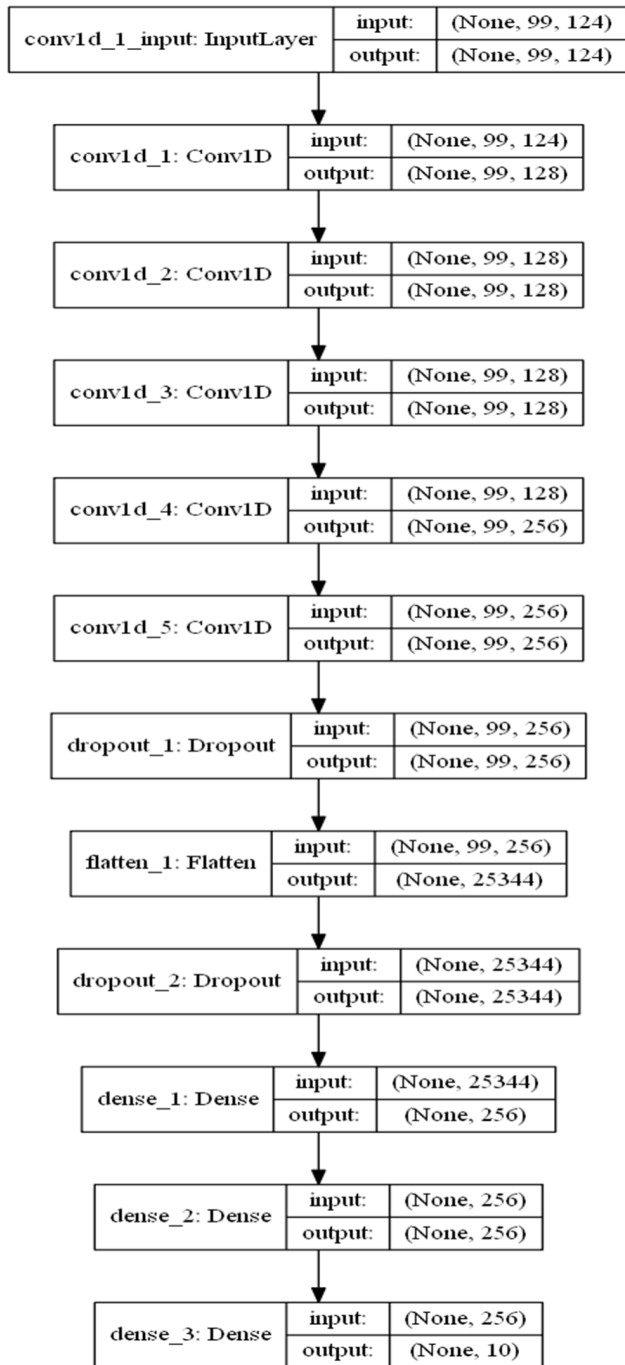 conv1d_1_input: InputLayer
input: (None, 99, 124)
output: (None, 99, 124)
conv1d_1: Conv1D
input: (None, 99, 124)
output: (None, 99, 128)
conv1d_2: Conv1D
input: (None, 99, 128)
output: (None, 99, 128)
conv1d_3: Conv1D
input: (None, 99, 128)
output: (None, 99, 128)
conv1d_4: Conv1D
input: (None, 99, 128)
output: (None, 99, 256)
conv1d_5: Conv1D
input: (None, 99, 256)
output: (None, 99, 256)
dropout_1: Dropout
input: (None, 99, 256)
output: (None, 99, 256)
flatten_1: Flatten
input: (None, 99, 256)
output: (None, 25344)
dropout_2: Dropout
input: (None, 25344)
output: (None, 25344)
dense_1: Dense
input: (None, 25344)
output: (None, 256)
dense_2: Dense
input: (None, 256)
output: (None, 256)
dense_3: Dense
input: (None, 256)
output: (None, 10)